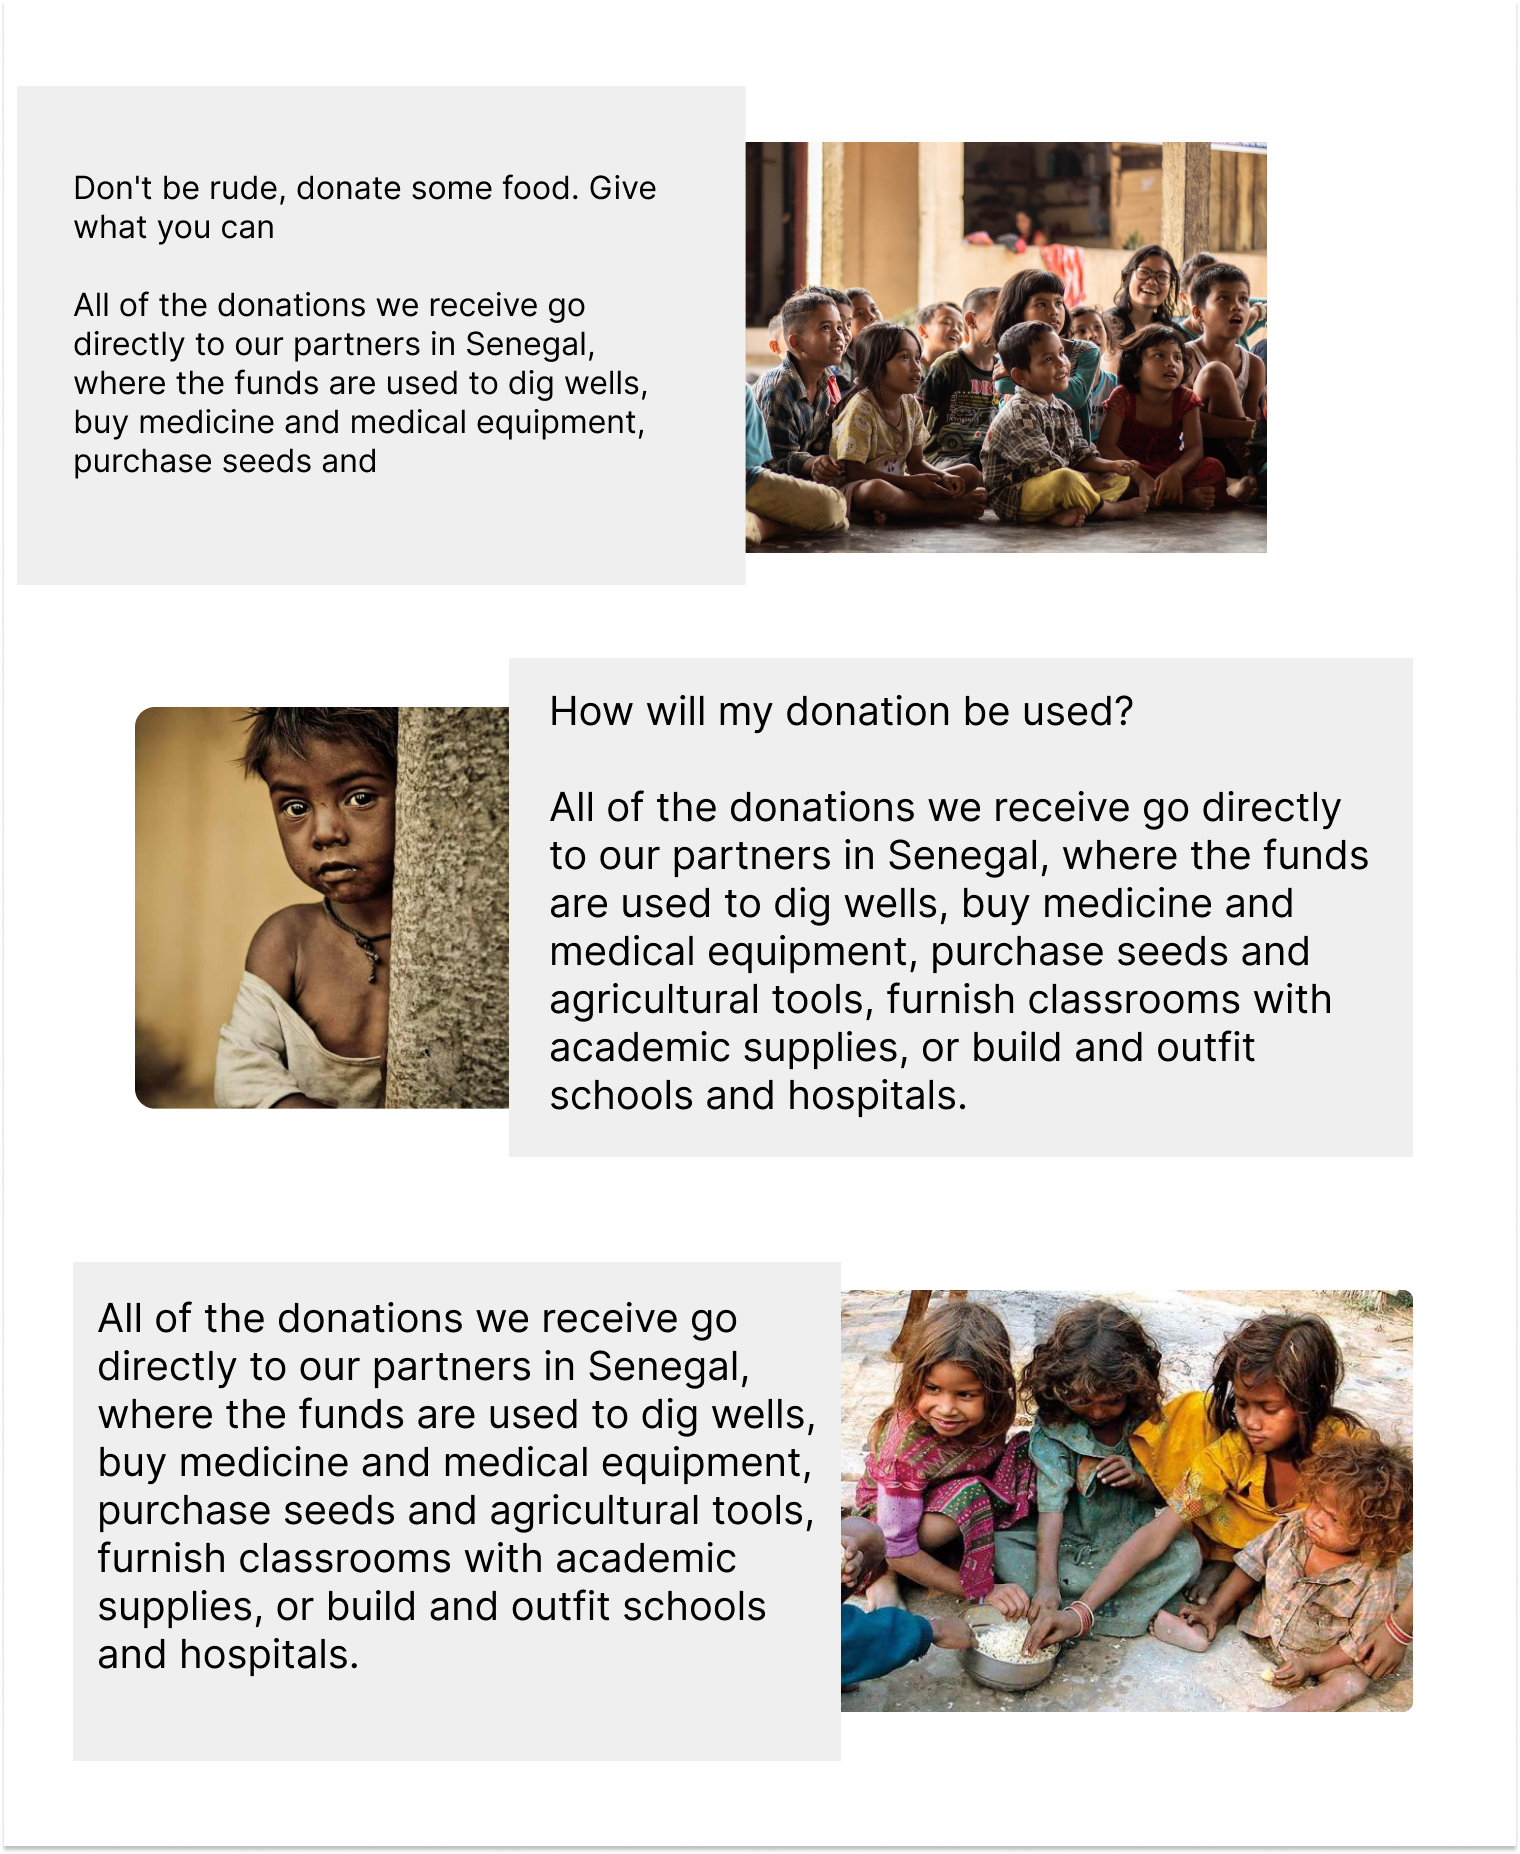 Don't be rude, donate some food. Give
what you can
All of the donations we receive go
directly to our partners in Senegal,
where the funds are used to dig wells,
buy medicine and medical equipment,
purchase seeds and
How will my donation be used?
All of the donations we receive go directly
to our partners in Senegal, where the funds
are used to dig wells, buy medicine and
medical equipment, purchase seeds and
agricultural tools, furnish classrooms with
academic supplies, or build and outfit
schools and hospitals.
All of the donations we receive go
directly to our partners in Senegal,
where the funds are used to dig wells,
buy medicine and medical equipment,
purchase seeds and agricultural tools,
furnish classrooms with academic
supplies, or build and outfit schools
and hospitals.